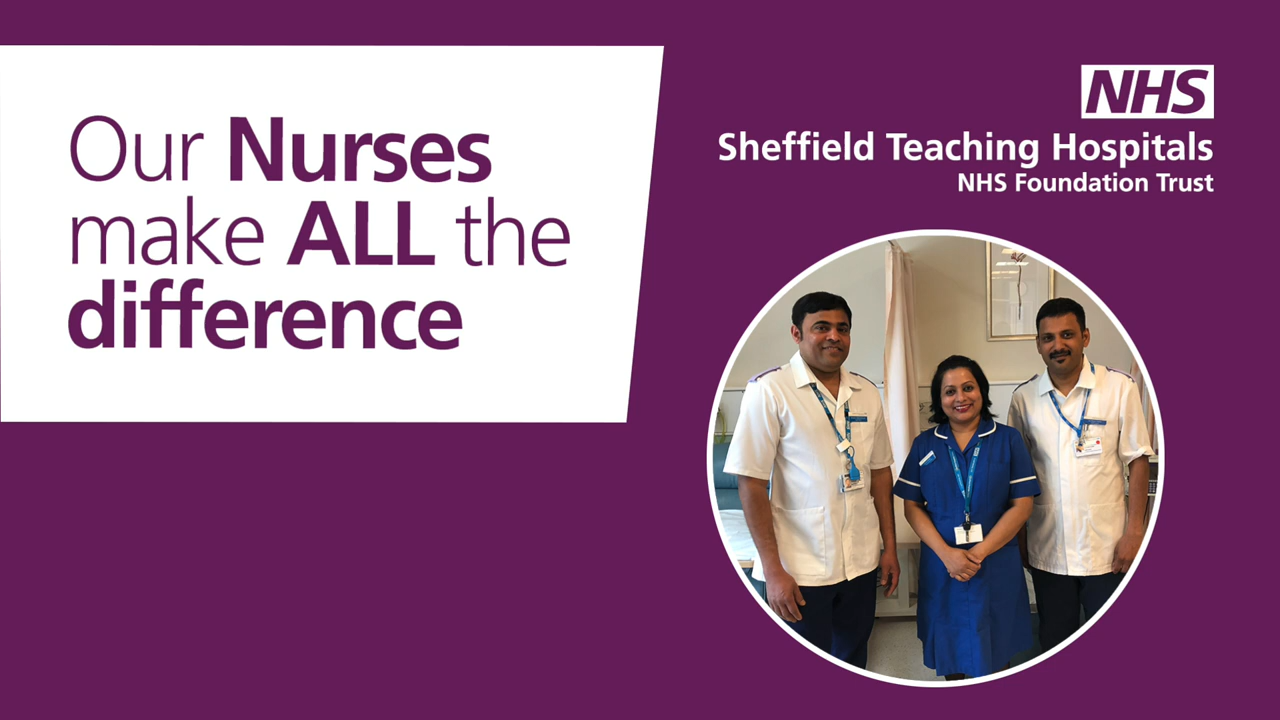 Our Nurses
make ALL the
difference
NHS
Sheffield Teaching Hospitals
NHS Foundation Trust